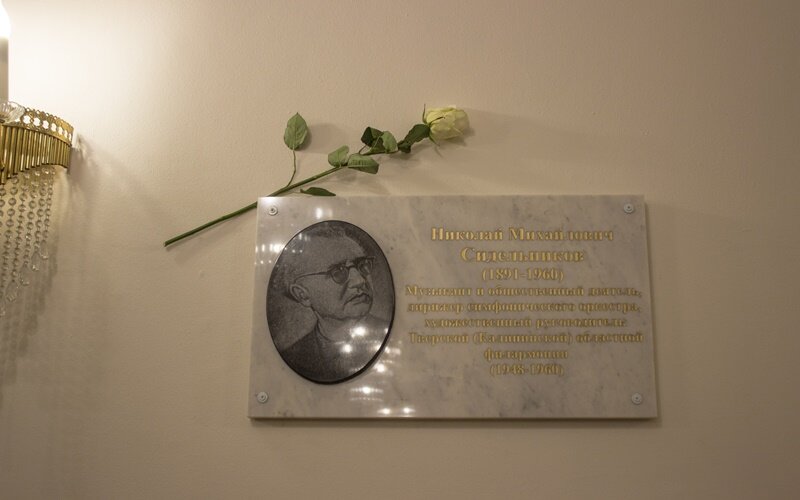 Николай Михайлович
Сидельников
(1891-1960)
Музыкант и общественный деятель,
дирижер симфонического оркестра,
художественный руководитель
Тверской (Калининской) областной
филармонии
(1948-1960)